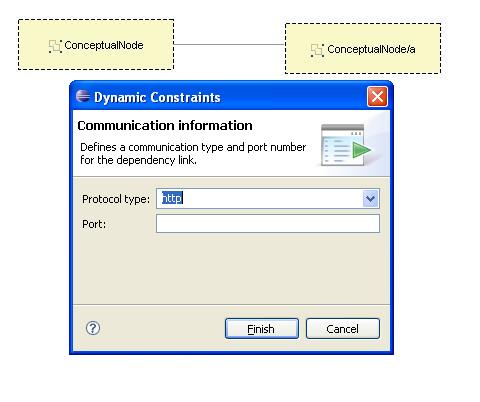 ConceptualNode
ConceptualNode/a
Dynamic Constraints
Communication information
Defines a communication type and port number
for the dependency link.
Protocol type: http
Port:
?
Finish Cancel